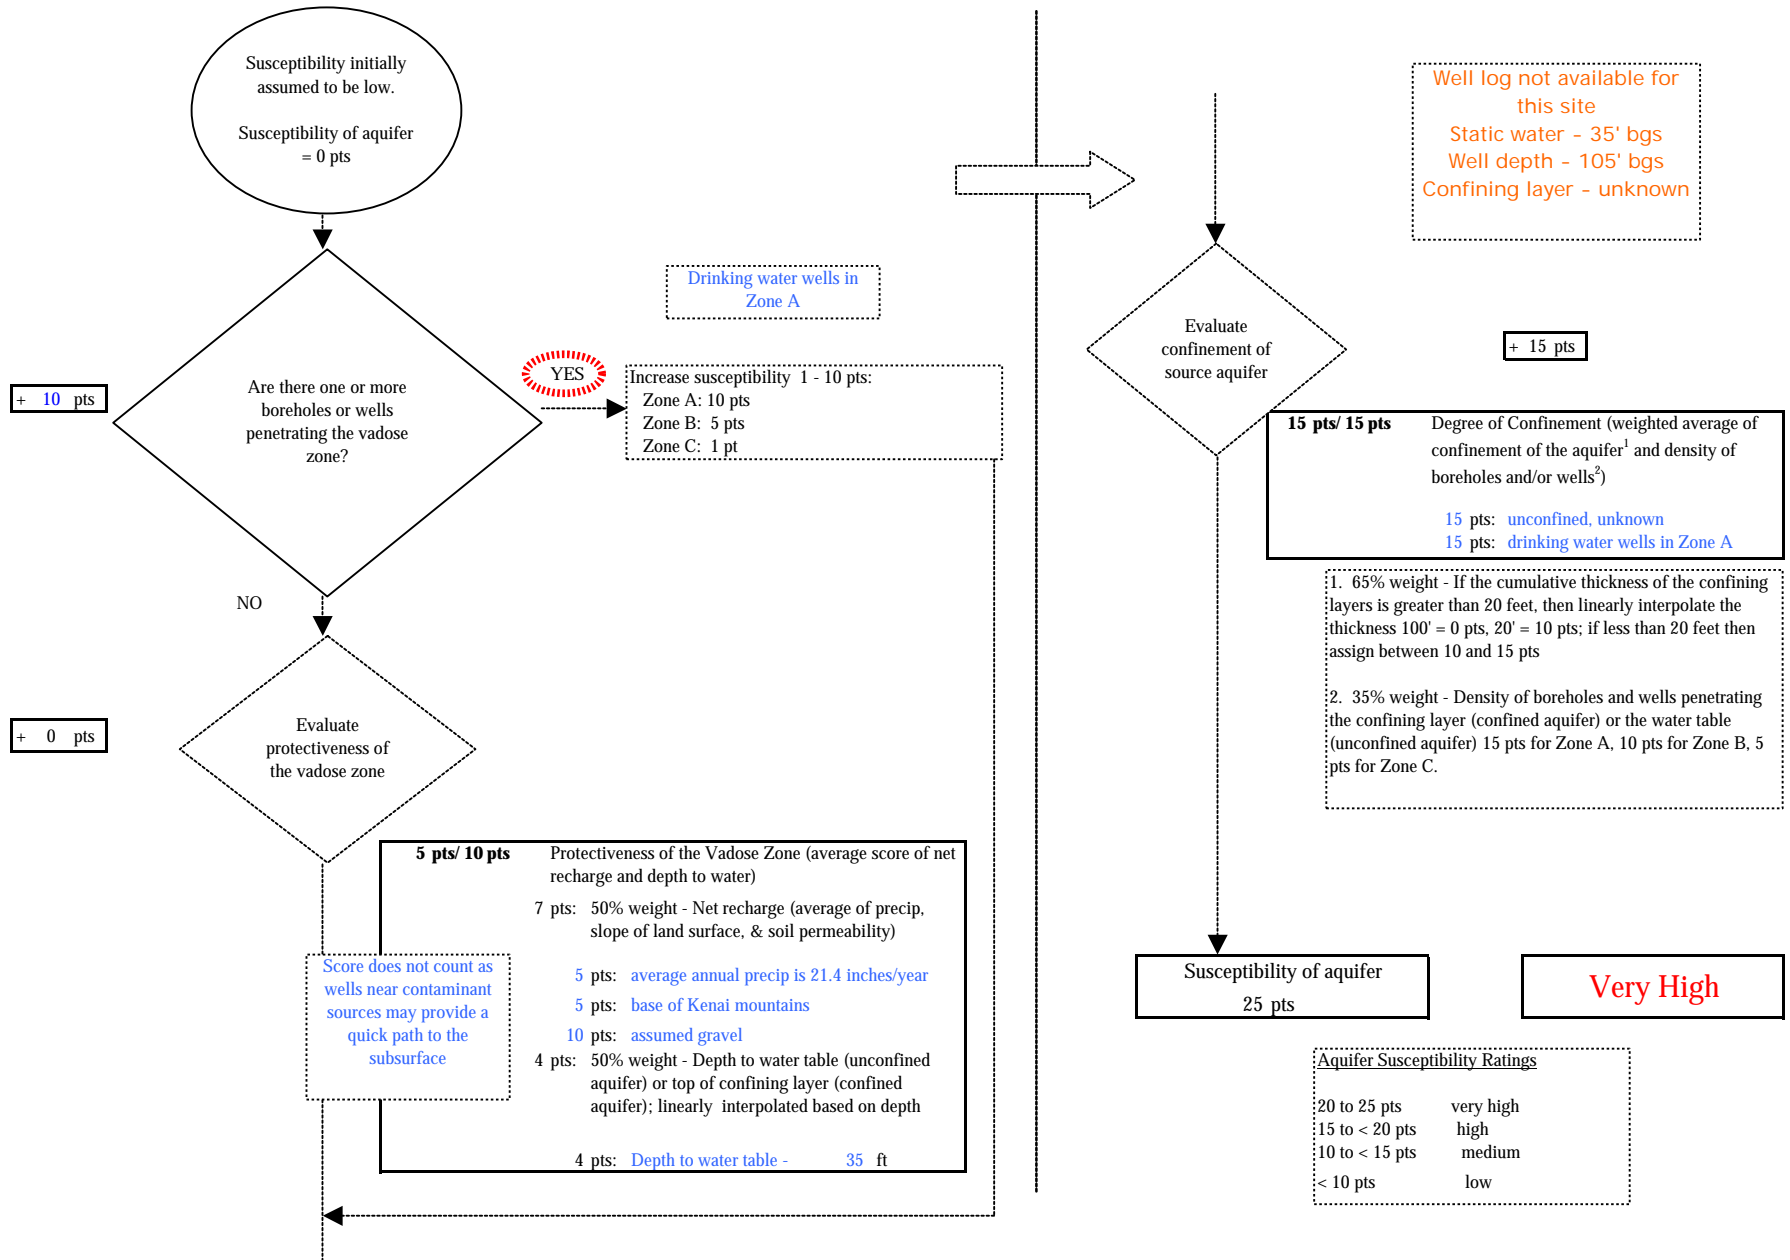 Susceptibility initially
assumed to be low.
Susceptibility of aquifer
= 0 pts
Are there one or more
boreholes or wells
penetrating the vadose
zone?
+ 10 pts
YES
Drinking water wells in
Zone A
Increase susceptibility 1 - 10 pts:
Zone A: 10 pts
Zone B: 5 pts
Zone C: 1 pt
NO
Evaluate
protectiveness of
the vadose zone
+ 0 pts
5 pts/ 10 pts Protectiveness of the Vadose Zone (average score of net
recharge and depth to water)
7 pts: 50% weight - Net recharge (average of precip,
slope of land surface, & soil permeability)
5 pts: average annual precip is 21.4 inches/year
5 pts: base of Kenai mountains
10 pts: assumed gravel
4 pts: 50% weight - Depth to water table (unconfined
aquifer) or top of confining layer (confined
aquifer); linearly interpolated based on depth
4 pts: Depth to water table - 35 ft
Score does not count as
wells near contaminant
sources may provide a
quick path to the
subsurface
Well log not available for
this site
Static water - 35' bgs
Well depth - 105' bgs
Confining layer - unknown
Evaluate
confinement of
source aquifer
+ 15 pts
15 pts/ 15 pts Degree of Confinement (weighted average of
confinement of the aquifer1 and density of
boreholes and/or wells2)
15 pts: unconfined, unknown
15 pts: drinking water wells in Zone A
1. 65% weight - If the cumulative thickness of the confining
layers is greater than 20 feet, then linearly interpolate the
thickness 100' = 0 pts, 20' = 10 pts; if less than 20 feet then
assign between 10 and 15 pts
2. 35% weight - Density of boreholes and wells penetrating
the confining layer (confined aquifer) or the water table
(unconfined aquifer) 15 pts for Zone A, 10 pts for Zone B, 5
pts for Zone C.
Susceptibility of aquifer
25 pts
Very High
Aquifer Susceptibility Ratings
20 to 25 pts very high
15 to < 20 pts high
10 to < 15 pts medium
< 10 pts low